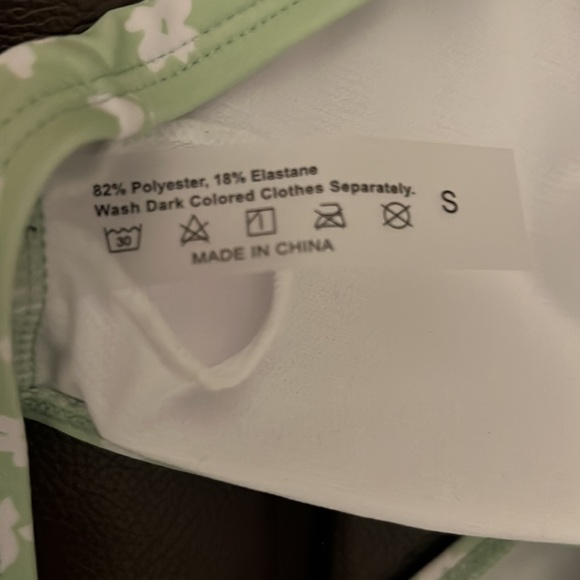 82% Polyester, 18% Elastane
Wash Dark Colored Clothes Separately.
S
30
MADE IN CHINA